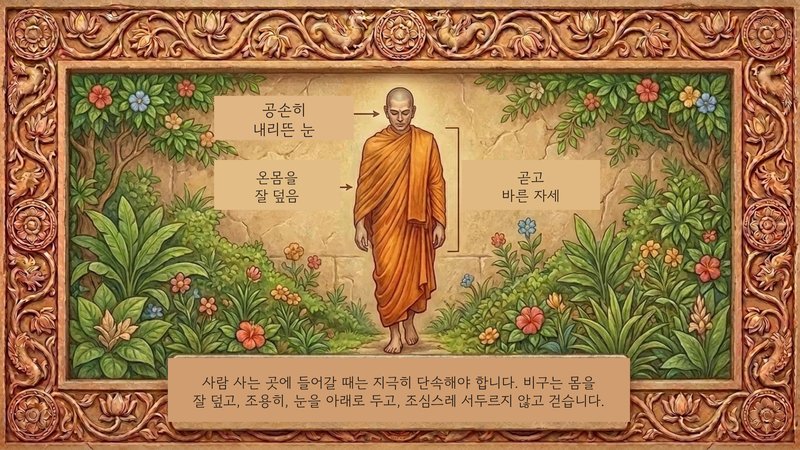 공손히
내리뜬 눈
온몸을
잘 덮음
곧고
바른 자세
사람 사는 곳에 들어갈 때는 지극히 단속해야 합니다. 비구는 몸을
잘 덮고, 조용히, 눈을 아래로 두고, 조심스레 서두르지 않고 걷습니다.